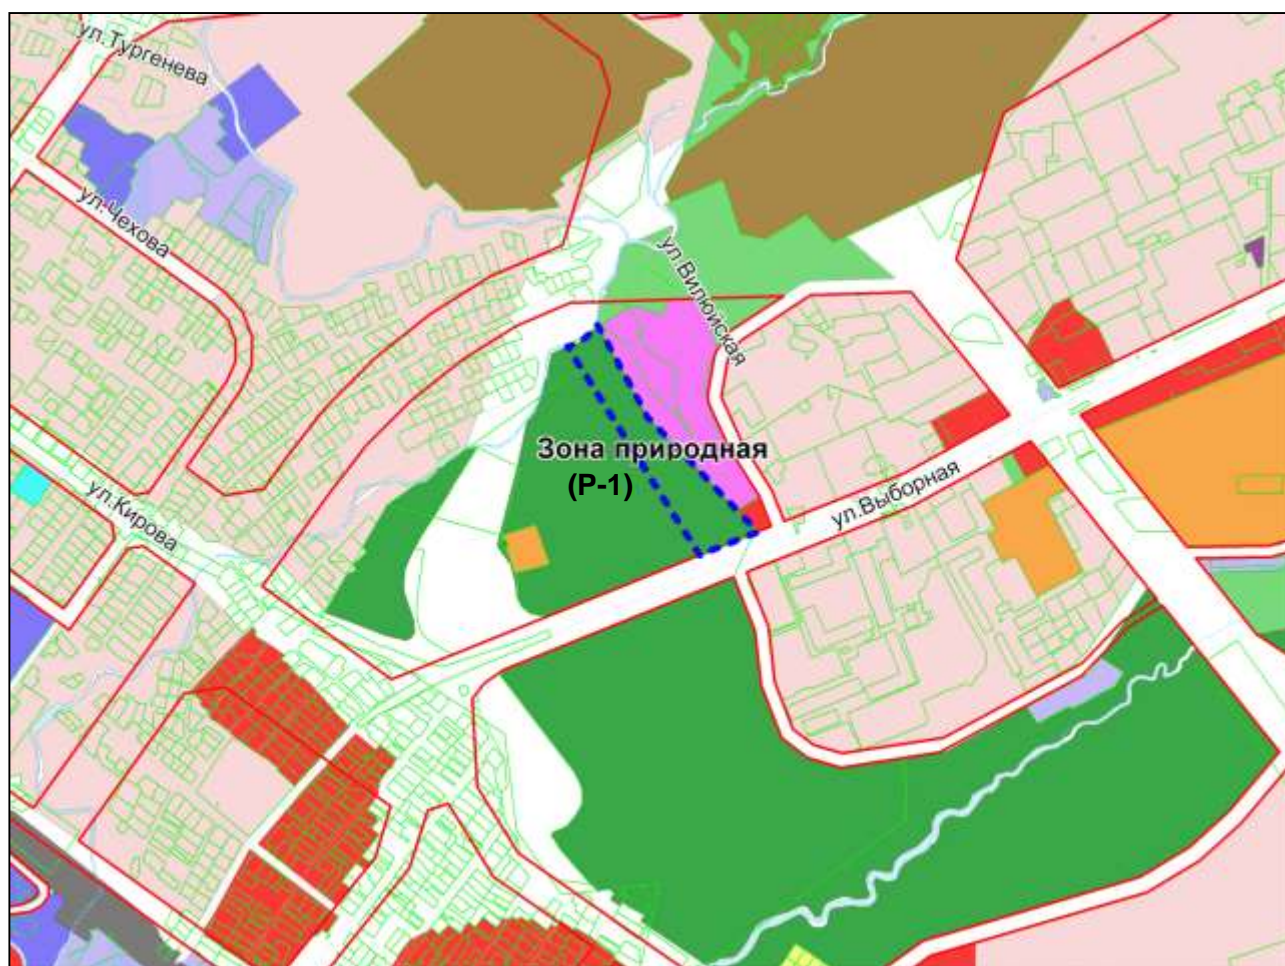 ул.Тургенева
ул.Чехова
ул.Вилюйская
Зона природная
(Р-1)
ул.Выборная
ул.Кирова